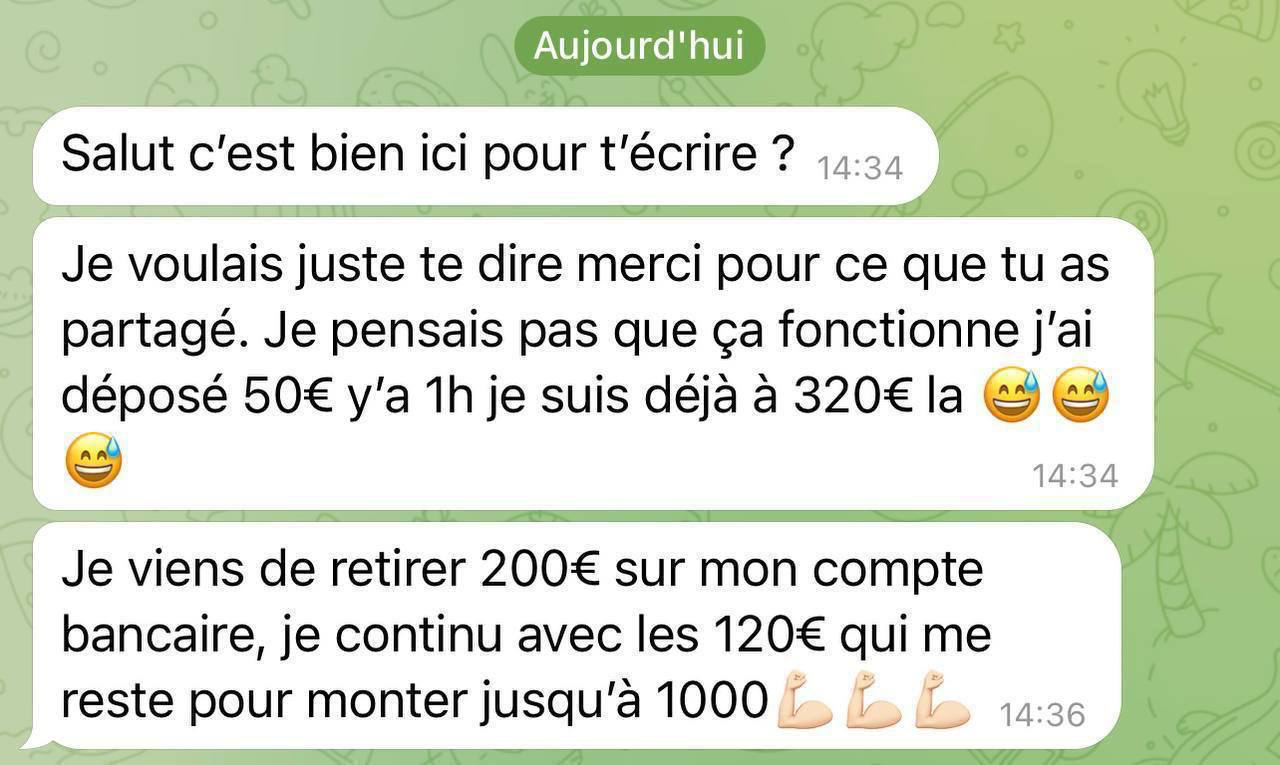 Aujourd'hui
Salut c’est bien ici pour t’écrire ? 14:34
Je voulais juste te dire merci pour ce que tu as
partagé. Je pensais pas que ça fonctionne j’ai
déposé 50€ y’a 1h je suis déjà à 320€ la 😅😅
😅 14:34
Je viens de retirer 200€ sur mon compte
bancaire, je continu avec les 120€ qui me
reste pour monter jusqu’à 1000💪🏻💪🏻💪🏻 14:36